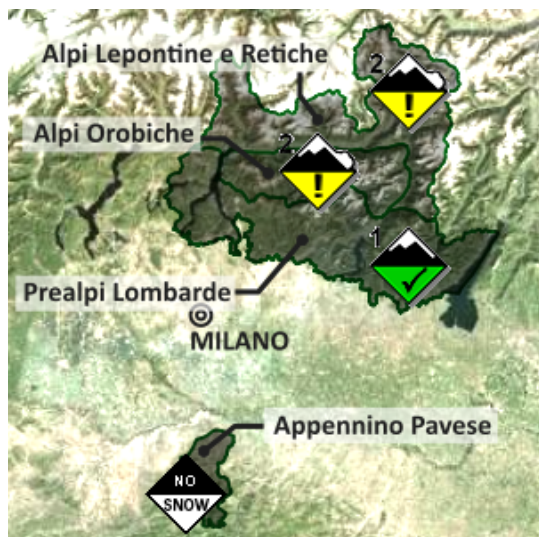 Alpi Lepontine e Retiche
2
!
Alpi Orobiche
2
!
1
Prealpi Lombarde
MILANO
Appennino Pavese
NO
SNOW